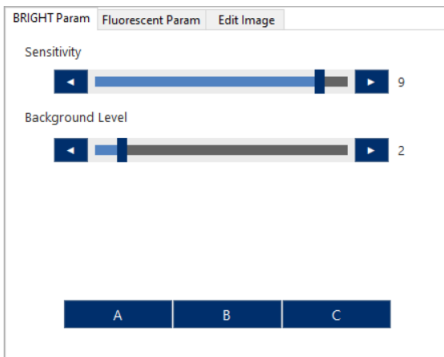 BRIGHT Param Fluorescent Param Edit Image
Sensitivity
9
Background Level
2
A B C